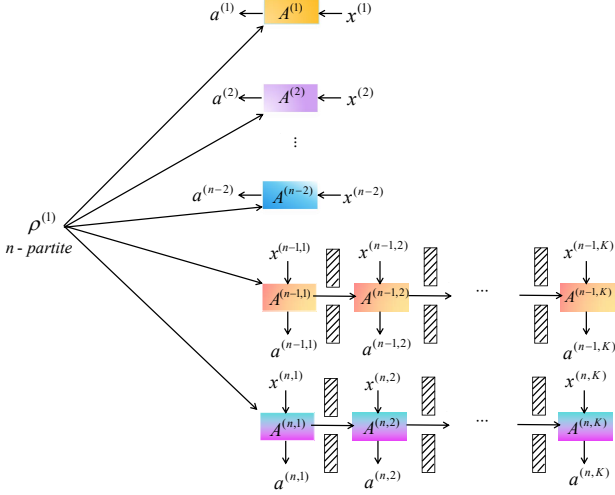 a^{(1)} A^{(1)} x^{(1)}
a^{(2)} A^{(2)} x^{(2)}
⋮
a^{(n-2)} A^{(n-2)} x^{(n-2)}
ρ^{(1)}
n - partite
x^{(n-1,1)} x^{(n-1,2)} x^{(n-1,K)}
A^{(n-1,1)} A^{(n-1,2)} ... A^{(n-1,K)}
a^{(n-1,1)} a^{(n-1,2)} a^{(n-1,K)}
x^{(n,1)} x^{(n,2)} x^{(n,K)}
A^{(n,1)} A^{(n,2)} ... A^{(n,K)}
a^{(n,1)} a^{(n,2)} a^{(n,K)}